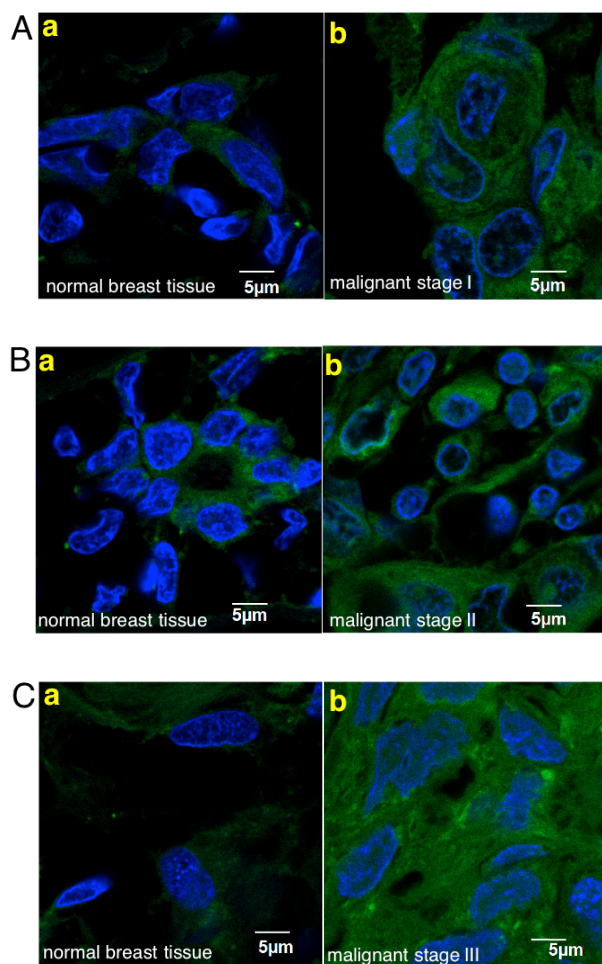 A
a
b
normal breast tissue
5µm
malignant stage I
5µm
B
a
b
normal breast tissue
5µm
malignant stage II
5µm
C
a
b
normal breast tissue
5µm
malignant stage III
5µm